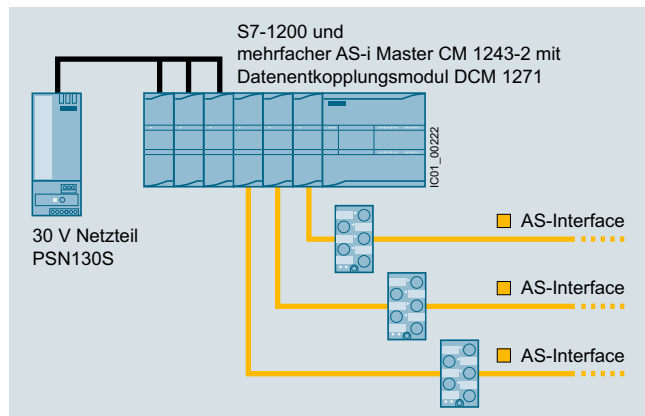 S7-1200 und
mehrfacher AS-i Master CM 1243-2 mit
Datenentkopplungsmodul DCM 1271
IC01_00222
30 V Netzteil
PSN130S
AS-Interface
AS-Interface
AS-Interface